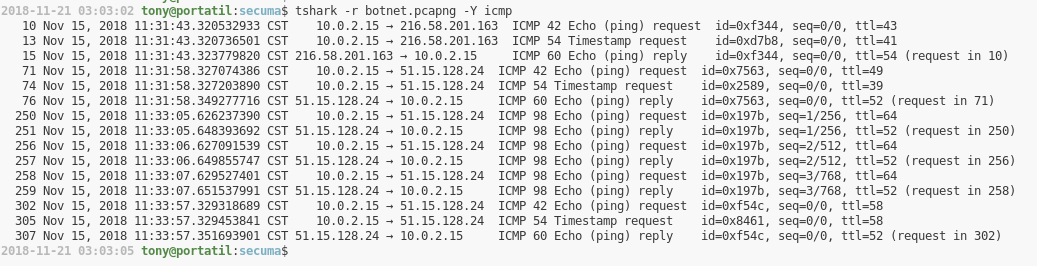 2018-11-21 03:03:02 tony@portatil:secuma$ tshark -r botnet.pcapng -Y icmp
10 Nov 15, 2018 11:31:43.320532933 CST 10.0.2.15 → 216.58.201.163 ICMP 42 Echo (ping) request id=0xf344, seq=0/0, ttl=43
13 Nov 15, 2018 11:31:43.320736501 CST 10.0.2.15 → 216.58.201.163 ICMP 54 Timestamp request id=0xd7b8, seq=0/0, ttl=41
15 Nov 15, 2018 11:31:43.323779820 CST 216.58.201.163 → 10.0.2.15 ICMP 60 Echo (ping) reply id=0xf344, seq=0/0, ttl=54 (request in 10)
71 Nov 15, 2018 11:31:58.327074386 CST 10.0.2.15 → 51.15.128.24 ICMP 42 Echo (ping) request id=0x7563, seq=0/0, ttl=49
74 Nov 15, 2018 11:31:58.327203890 CST 10.0.2.15 → 51.15.128.24 ICMP 54 Timestamp request id=0x2589, seq=0/0, ttl=39
76 Nov 15, 2018 11:31:58.349277716 CST 51.15.128.24 → 10.0.2.15 ICMP 60 Echo (ping) reply id=0x7563, seq=0/0, ttl=52 (request in 71)
250 Nov 15, 2018 11:33:05.626237390 CST 10.0.2.15 → 51.15.128.24 ICMP 98 Echo (ping) request id=0x197b, seq=1/256, ttl=64
251 Nov 15, 2018 11:33:05.648393692 CST 51.15.128.24 → 10.0.2.15 ICMP 98 Echo (ping) reply id=0x197b, seq=1/256, ttl=52 (request in 250)
256 Nov 15, 2018 11:33:06.627091539 CST 10.0.2.15 → 51.15.128.24 ICMP 98 Echo (ping) request id=0x197b, seq=2/512, ttl=64
257 Nov 15, 2018 11:33:06.649855747 CST 51.15.128.24 → 10.0.2.15 ICMP 98 Echo (ping) reply id=0x197b, seq=2/512, ttl=52 (request in 256)
258 Nov 15, 2018 11:33:07.629527401 CST 10.0.2.15 → 51.15.128.24 ICMP 98 Echo (ping) request id=0x197b, seq=3/768, ttl=64
259 Nov 15, 2018 11:33:07.651537991 CST 51.15.128.24 → 10.0.2.15 ICMP 98 Echo (ping) reply id=0x197b, seq=3/768, ttl=52 (request in 258)
302 Nov 15, 2018 11:33:57.329318689 CST 10.0.2.15 → 51.15.128.24 ICMP 42 Echo (ping) request id=0xf54c, seq=0/0, ttl=58
305 Nov 15, 2018 11:33:57.329453841 CST 10.0.2.15 → 51.15.128.24 ICMP 54 Timestamp request id=0x8461, seq=0/0, ttl=58
307 Nov 15, 2018 11:33:57.351693901 CST 51.15.128.24 → 10.0.2.15 ICMP 60 Echo (ping) reply id=0xf54c, seq=0/0, ttl=52 (request in 302)
2018-11-21 03:03:05 tony@portatil:secuma$